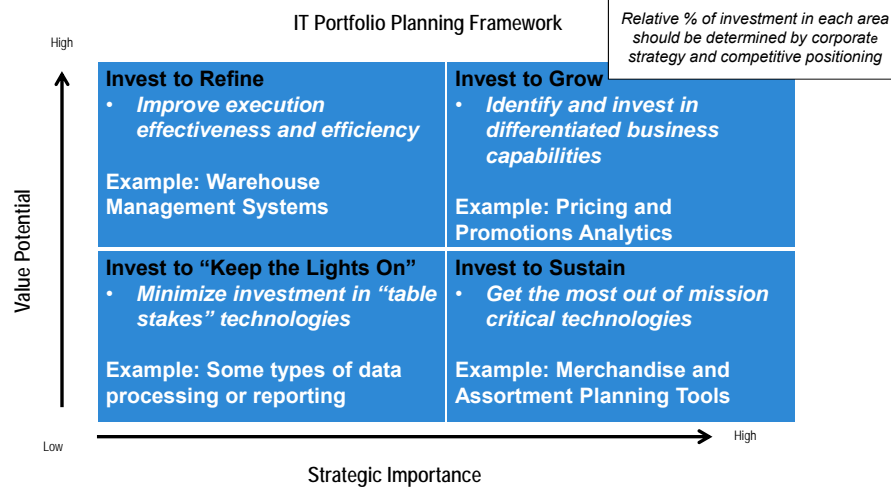 IT Portfolio Planning Framework
Relative % of investment in each area
should be determined by corporate
strategy and competitive positioning
High
Value Potential
Invest to Refine
• Improve execution
effectiveness and efficiency
Example: Warehouse
Management Systems
Invest to Grow
• Identify and invest in
differentiated business
capabilities
Example: Pricing and
Promotions Analytics
Invest to “Keep the Lights On”
• Minimize investment in “table
stakes” technologies
Example: Some types of data
processing or reporting
Invest to Sustain
• Get the most out of mission
critical technologies
Example: Merchandise and
Assortment Planning Tools
Low
High
Strategic Importance